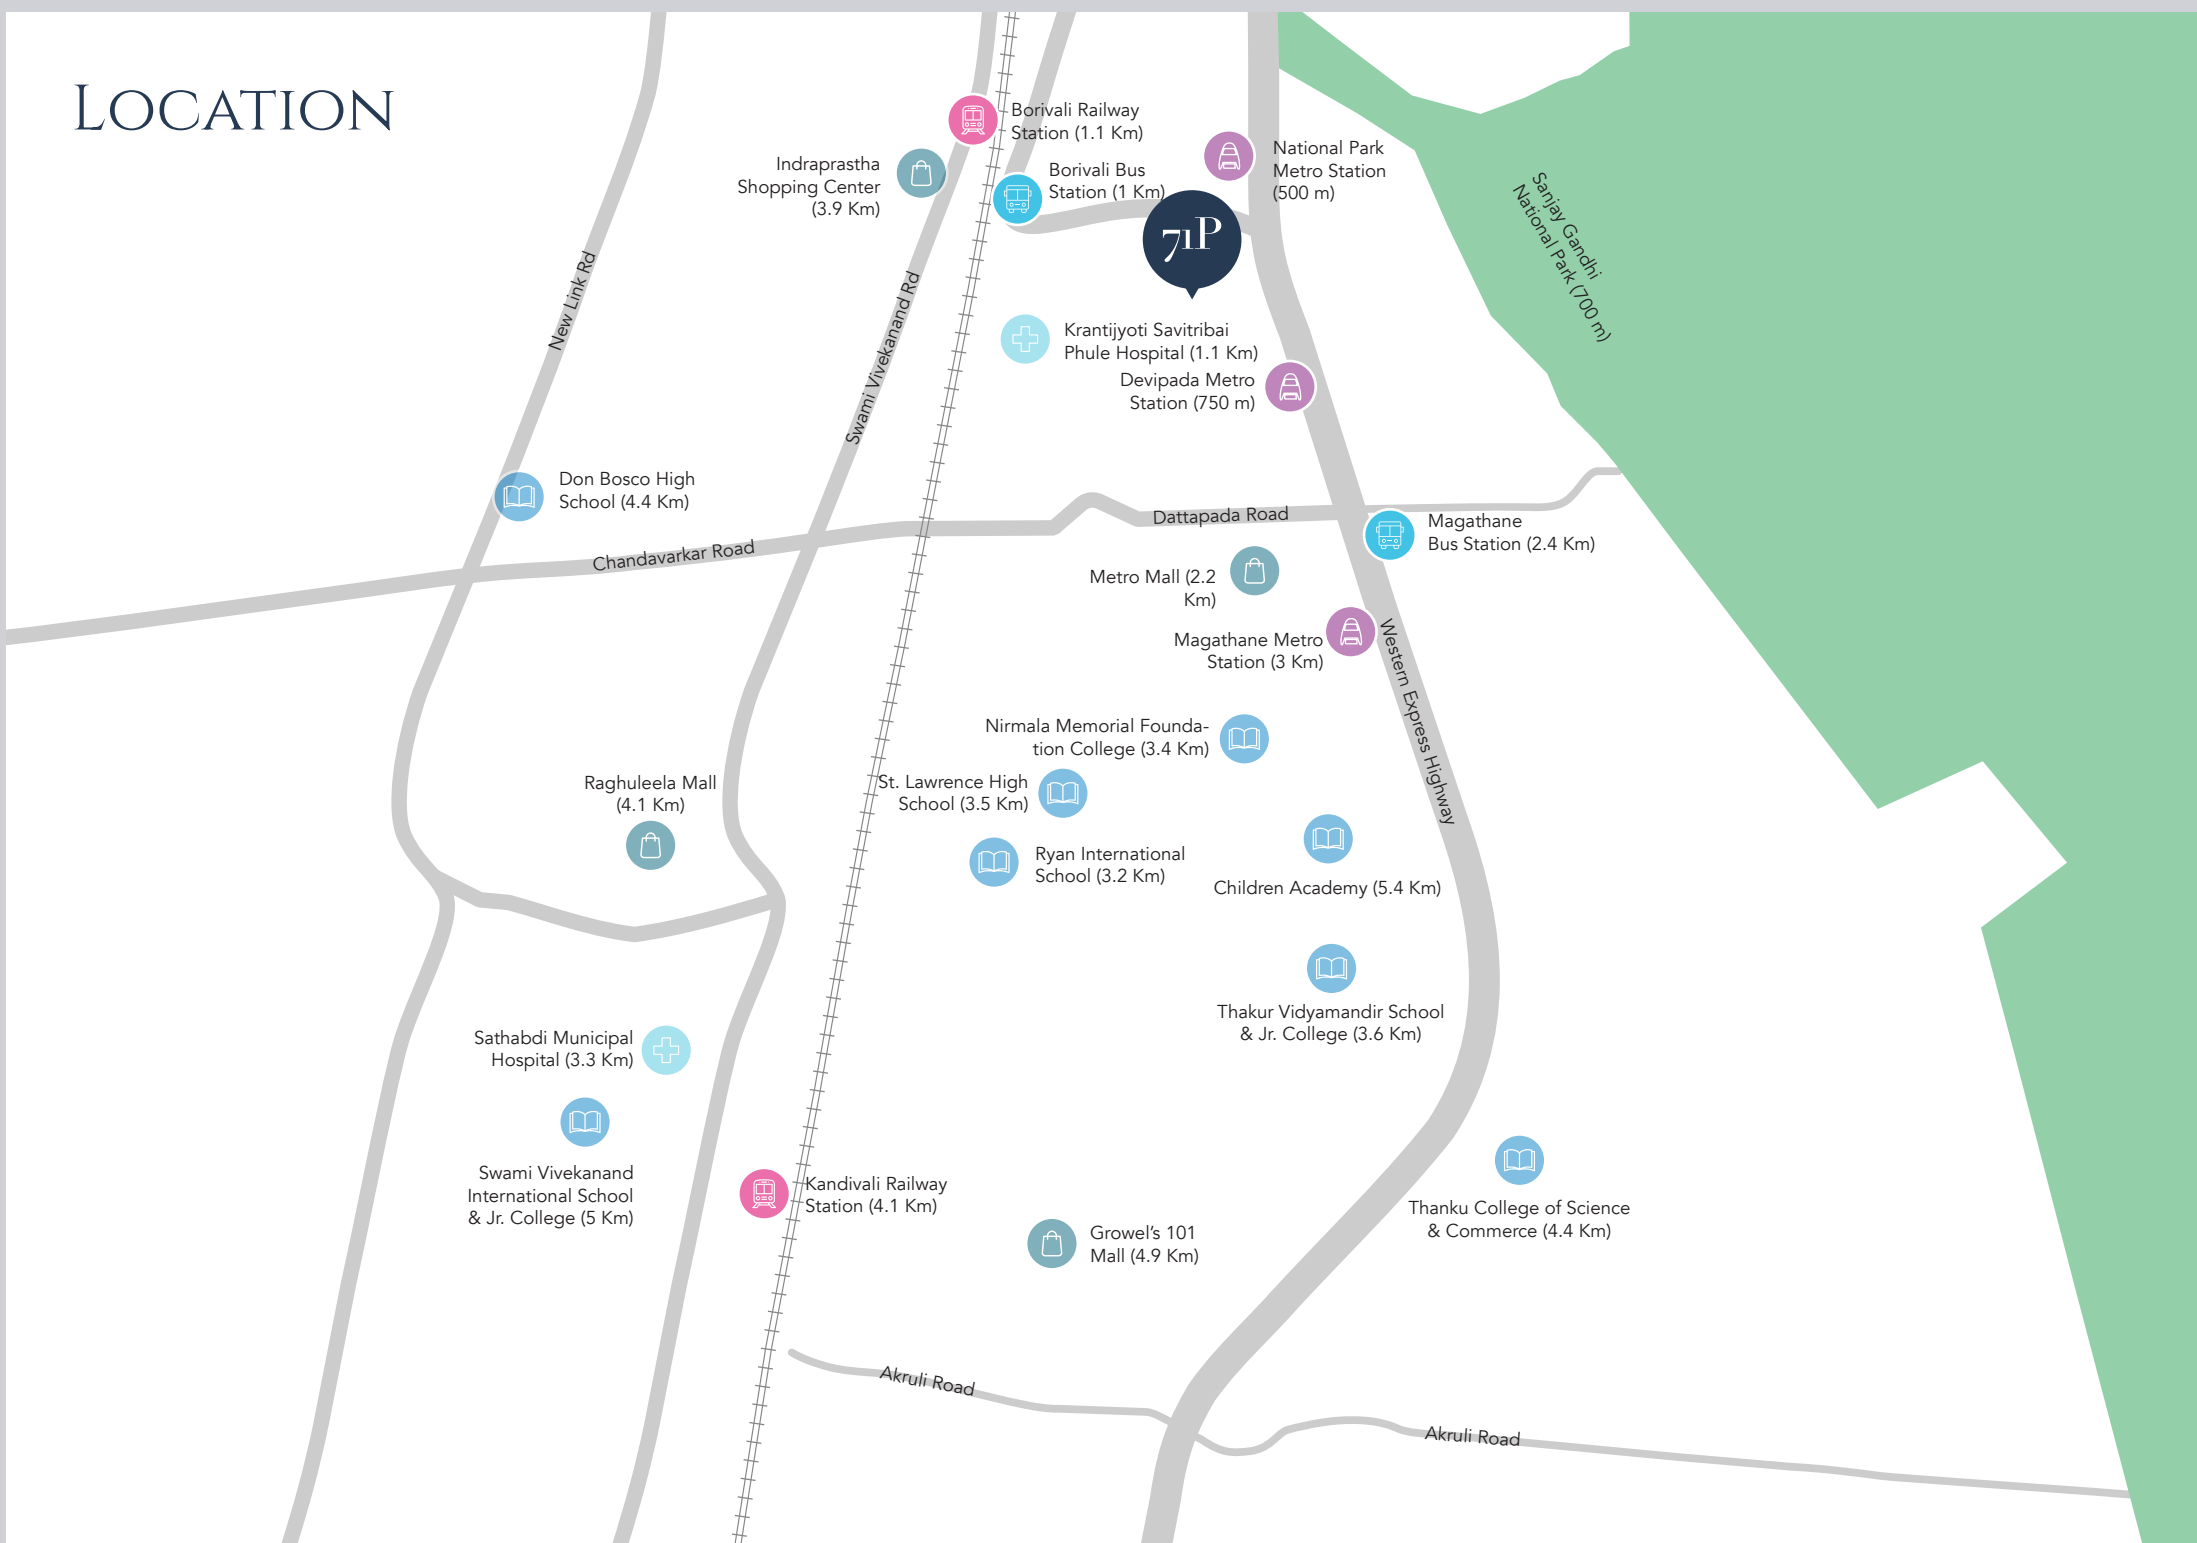 LOCATION
Borivali Railway
Station (1.1 Km)
Indraprastha
Shopping Center
(3.9 Km)
Borivali Bus
Station (1 Km)
National Park
Metro Station
(500 m)
71P
Sanjay Gandhi
National Park (700 m)
New Link Rd
Swami Vivekanand Rd
Krantijyoti Savitribai
Phule Hospital (1.1 Km)
Devipada Metro
Station (750 m)
Don Bosco High
School (4.4 Km)
Chandavarkar Road
Dattapada Road
Magathane
Bus Station (2.4 Km)
Metro Mall (2.2
Km)
Magathane Metro
Station (3 Km)
Western Express Highway
Nirmala Memorial Founda-
tion College (3.4 Km)
Raghuleela Mall
(4.1 Km)
St. Lawrence High
School (3.5 Km)
Ryan International
School (3.2 Km)
Children Academy (5.4 Km)
Thakur Vidyamandir School
& Jr. College (3.6 Km)
Sathabdi Municipal
Hospital (3.3 Km)
Swami Vivekanand
International School
& Jr. College (5 Km)
Kandivali Railway
Station (4.1 Km)
Growel's 101
Mall (4.9 Km)
Thanku College of Science
& Commerce (4.4 Km)
Akruli Road
Akruli Road